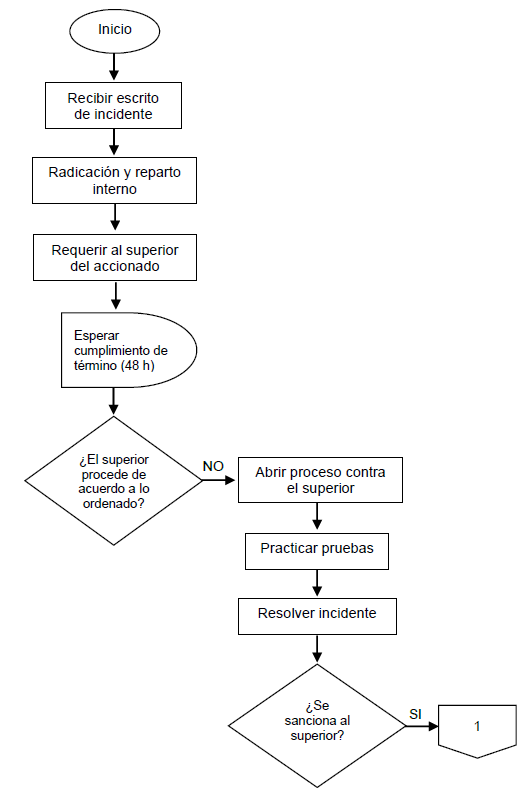 Inicio
Recibir escrito
de incidente
Radicación y reparto
interno
Requerir al superior
del accionado
Esperar
cumplimiento de
término (48 h)
¿El superior
procede de
acuerdo a lo
ordenado?
NO
Abrir proceso contra
el superior
Practicar pruebas
Resolver incidente
¿Se
sanciona al
superior?
SI
1